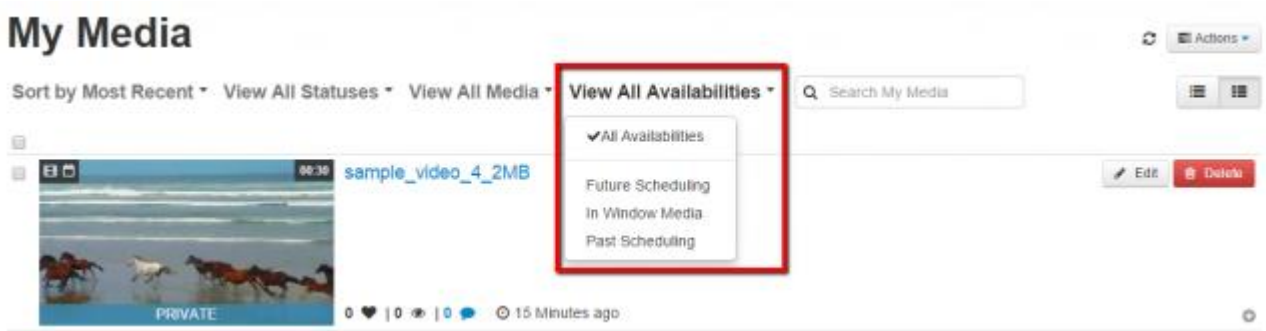 My Media
Actions
Sort by Most Recent View All Statuses View All Media View All Availabilities Search My Media
All Availabilities
00:30 sample_video_4_2MB Edit Delete
Future Scheduling
In Window Media
Past Scheduling
PRIVATE 0 | 0 | 0 15 Minutes ago